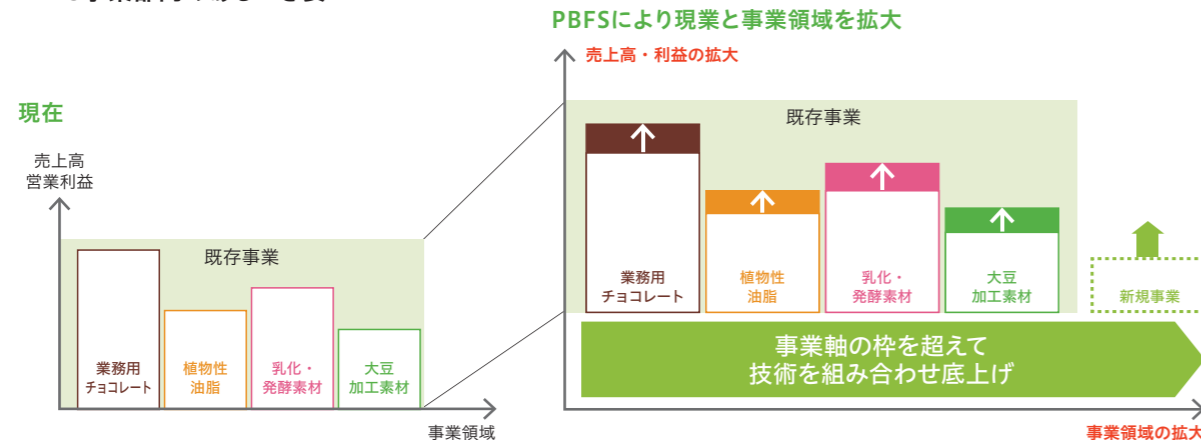 PBFSにより現業と事業領域を拡大
売上高・利益の拡大
現在
売上高
営業利益
既存事業
業務用
チョコレート
植物性
油脂
乳化・
発酵素材
大豆
加工素材
事業領域
既存事業
業務用
チョコレート
植物性
油脂
乳化・
発酵素材
大豆
加工素材
新規事業
事業軸の枠を超えて
技術を組み合わせ底上げ
事業領域の拡大